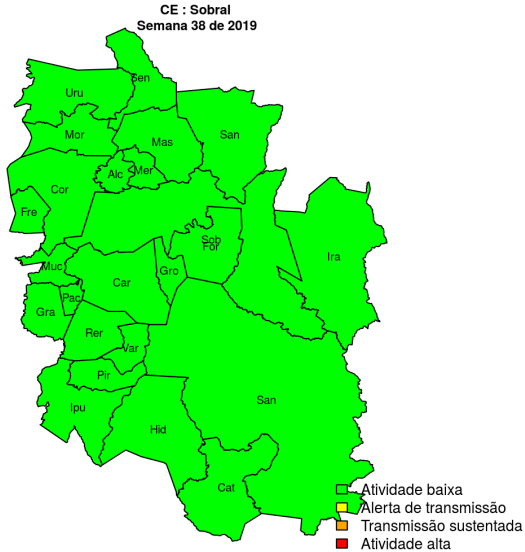 CE : Sobral
Semana 38 de 2019
Sen
Uru
Mor
Mas
San
Alc
Mer
Cor
Fre
Sob
For
Ira
Muc
Gro
Car
Pac
Gra
Rer
Var
Pir
San
Ipu
Hid
Cat
Atividade baixa
Alerta de transmissão
Transmissão sustentada
Atividade alta